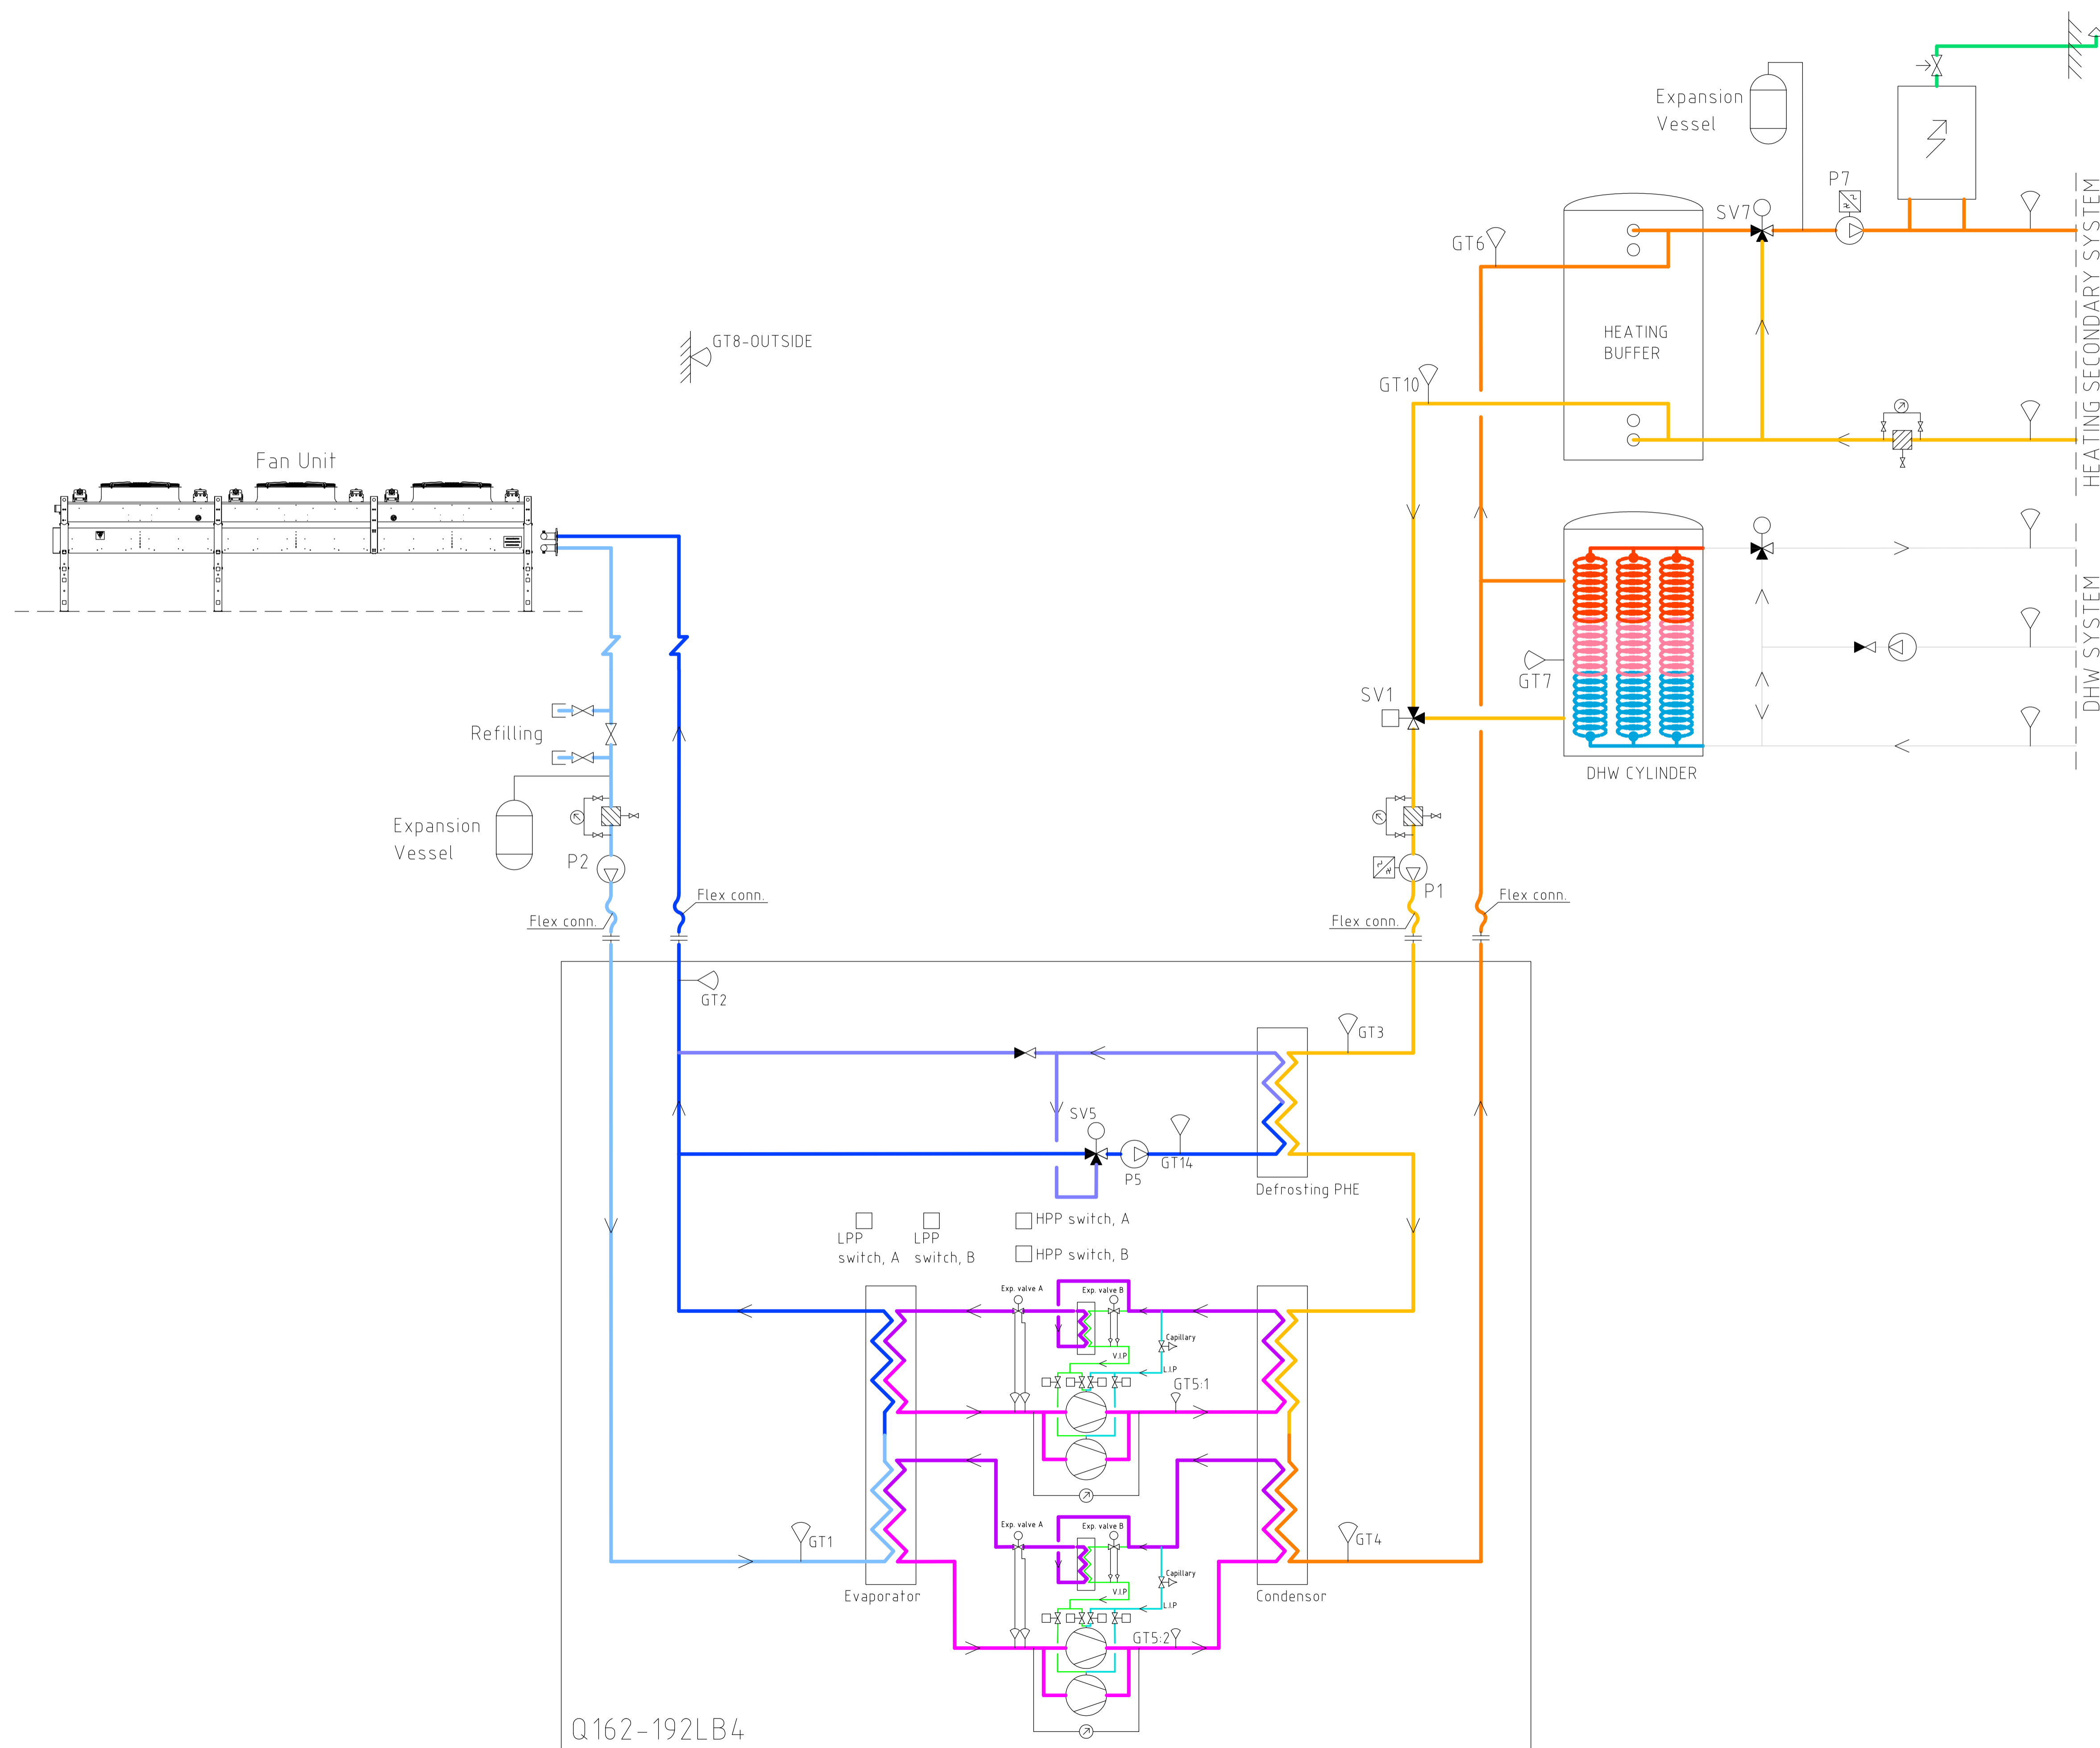 Expansion
Vessel
P7
SV7
GT6
HEATING SECONDARY SYSTEM
HEATING
BUFFER
GT8-OUTSIDE
GT10
Fan Unit
DHW SYSTEM
GT7
SV1
DHW CYLINDER
Refilling
Expansion
Vessel
P2
P1
Flex conn.
Flex conn.
Flex conn.
Flex conn.
GT2
GT3
SV5
GT14
P5
Defrosting PHE
LPP
switch, A
LPP
switch, B
HPP switch, A
HPP switch, B
Exp. valve A
Exp. valve B
Capillary
V.I.P
L.I.P
GT5:1
Exp. valve A
Exp. valve B
GT1
GT4
Capillary
V.I.P
L.I.P
Evaporator
Condensor
GT5:2
Q162-192LB4